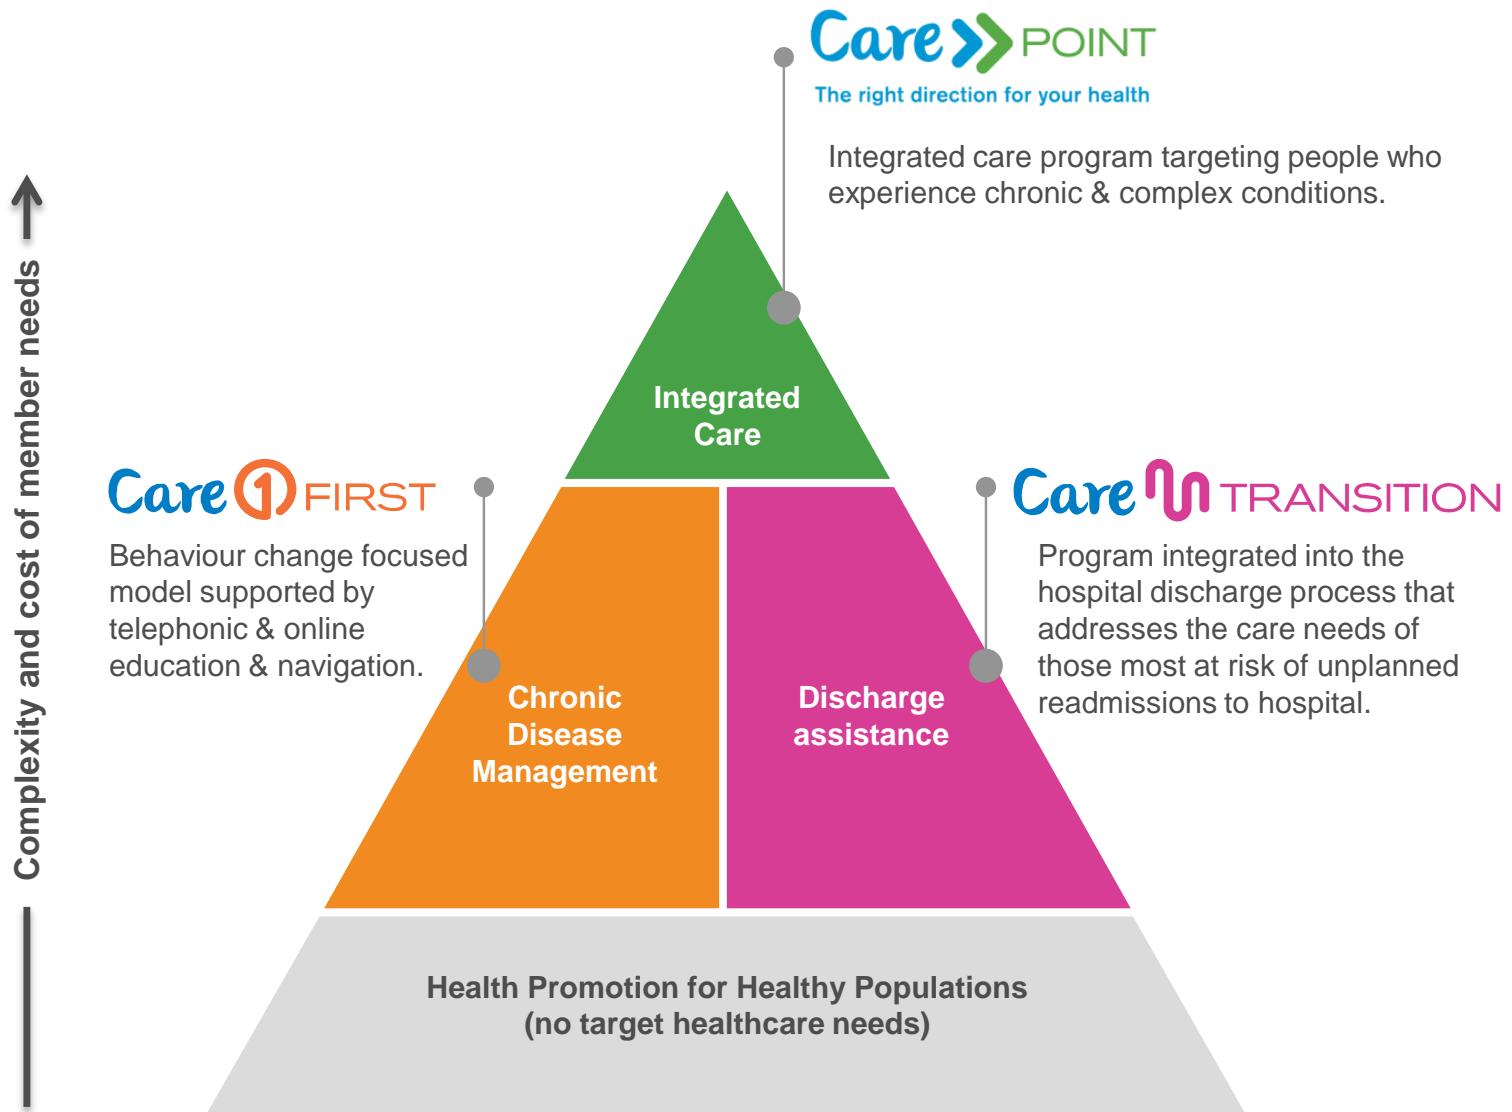 Care POINT
The right direction for your health
Integrated care program targeting people who
experience chronic & complex conditions.
Complexity and cost of member needs
Integrated
Care
Care 1 FIRST
Behaviour change focused
model supported by
telephonic & online
education & navigation.
Care TRANSITION
Program integrated into the
hospital discharge process that
addresses the care needs of
those most at risk of unplanned
readmissions to hospital.
Chronic
Disease
Management
Discharge
assistance
Health Promotion for Healthy Populations
(no target healthcare needs)